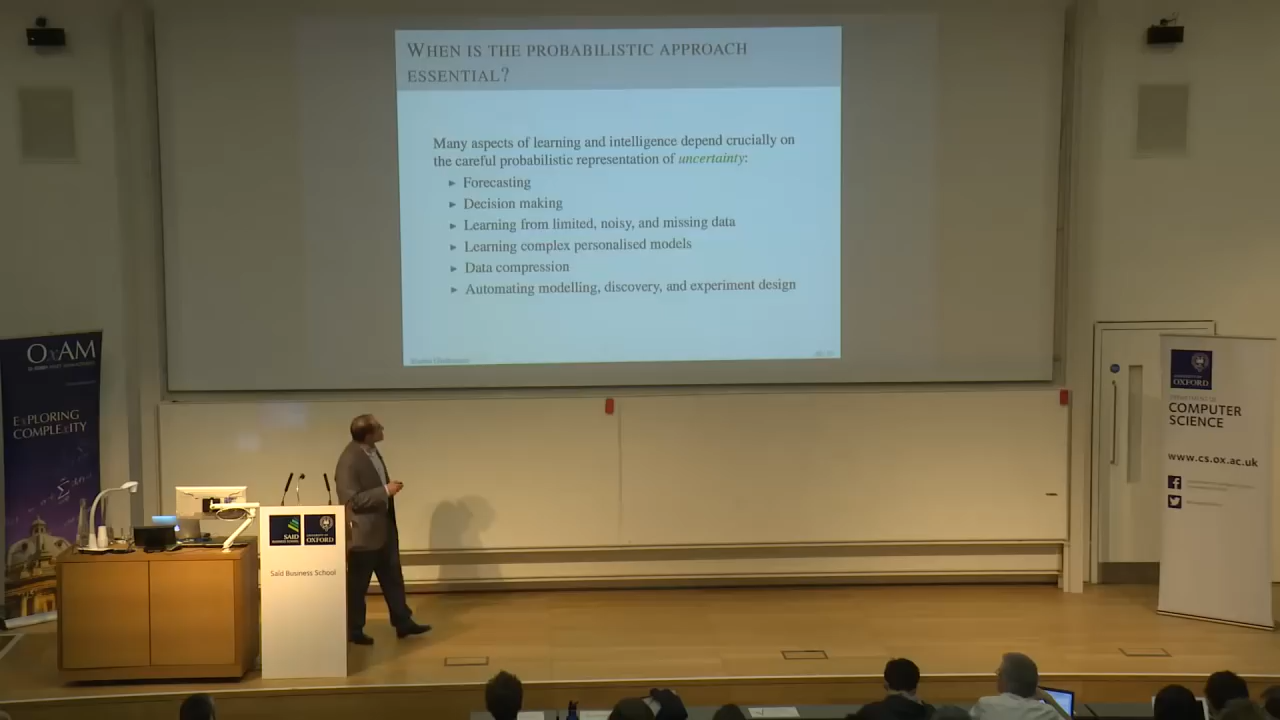 WHEN IS THE PROBABILISTIC APPROACH
ESSENTIAL?
Many aspects of learning and intelligence depend crucially on
the careful probabilistic representation of uncertainty:
▸ Forecasting
▸ Decision making
▸ Learning from limited, noisy, and missing data
▸ Learning complex personalised models
▸ Data compression
▸ Automating modelling, discovery, and experiment design
OxAM
EXPLORING
COMPLEXITY
SAID
BUSINESS SCHOOL
UNIVERSITY OF
OXFORD
Saïd Business School
UNIVERSITY OF
OXFORD
DEPARTMENT OF
COMPUTER
SCIENCE
www.cs.ox.ac.uk